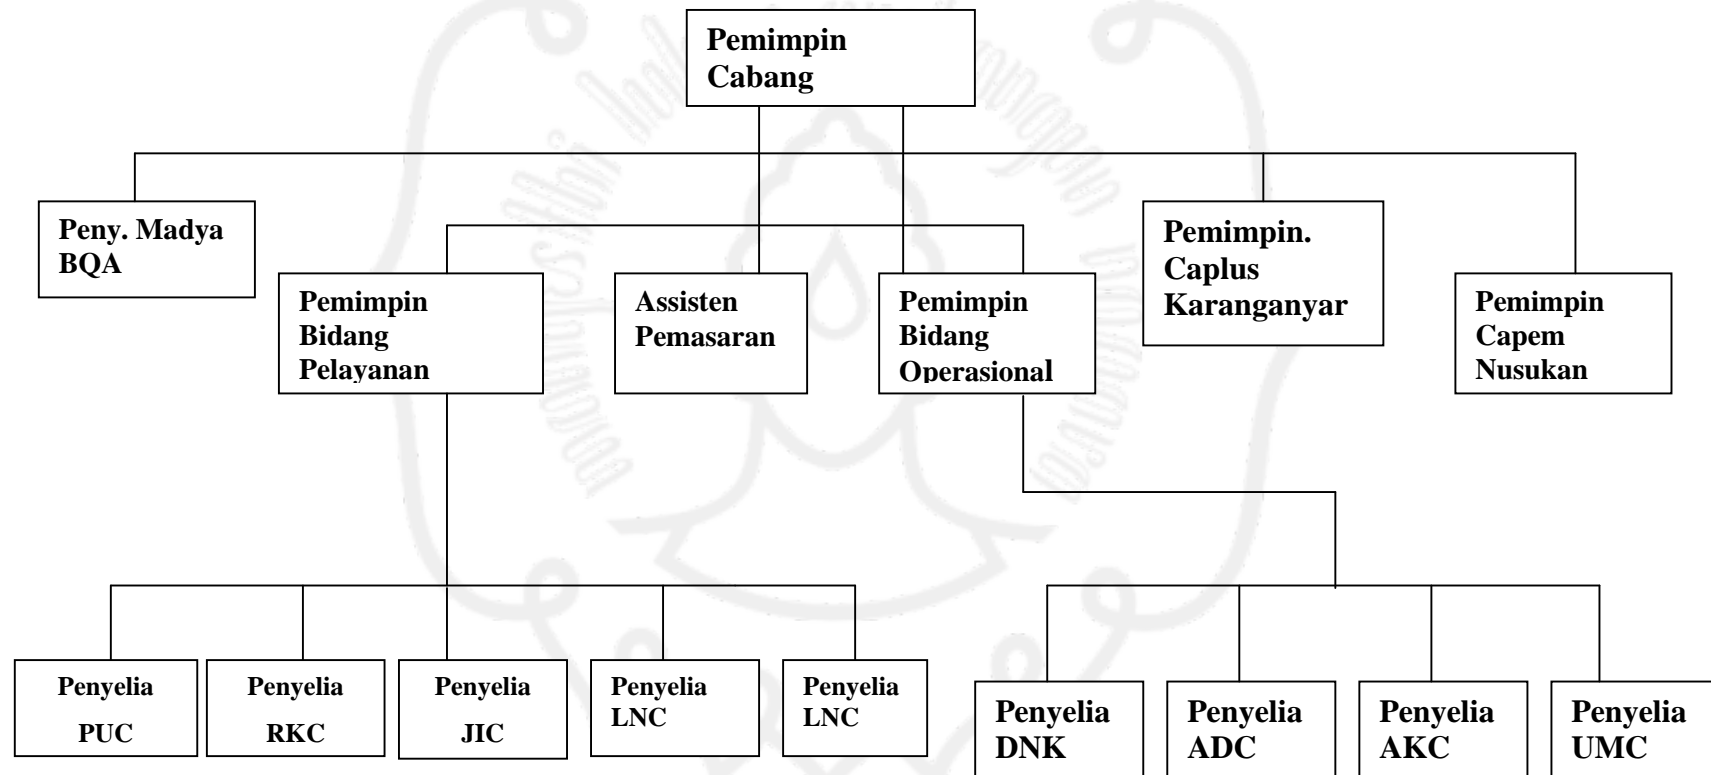 Pemimpin
Cabang
Peny. Madya
BQA
Pemimpin
Bidang
Pelayanan
Assisten
Pemasaran
Pemimpin
Bidang
Operasional
Pemimpin.
Caplus
Karanganyar
Pemimpin
Capem
Nusukan
Penyelia
PUC
Penyelia
RKC
Penyelia
JIC
Penyelia
LNC
Penyelia
LNC
Penyelia
DNK
Penyelia
ADC
Penyelia
AKC
Penyelia
UMC